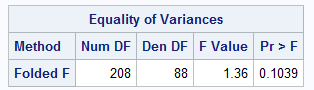 Equality of Variances
Method Num DF Den DF F Value Pr > F
Folded F 208 88 1.36 0.1039